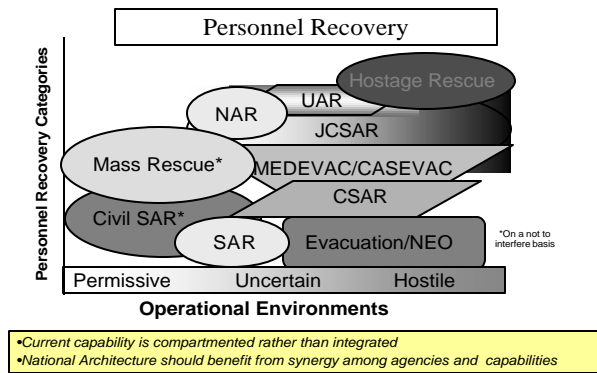 Personnel Recovery
Personnel Recovery Categories
Hostage Rescue
UAR
NAR
JCSAR
Mass Rescue*
MEDEVAC/CASEVAC
CSAR
Civil SAR*
SAR
Evacuation/NEO
*On a not to
interfere basis
Permissive Uncertain Hostile
Operational Environments
•Current capability is compartmented rather than integrated
•National Architecture should benefit from synergy among agencies and capabilities